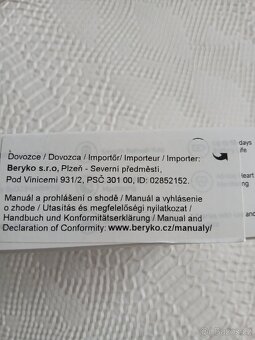 Dovozce / Dovozca / Importőr/ Importeur / Importer:
Beryko s.r.o, Plzeň - Severní předměstí,
Pod Vinicemi 931/2, PSČ 301 00, ID: 02852152.
Manuál a prohlášení o shodě / Manuál a vyhlásenie
o zhode / Utasítás és megfelelőségi nyilatkozat /
Handbuch und Konformitätserklärung / Manual and
Declaration of Conformity: www.beryko.cz/manualy/
days
Heart